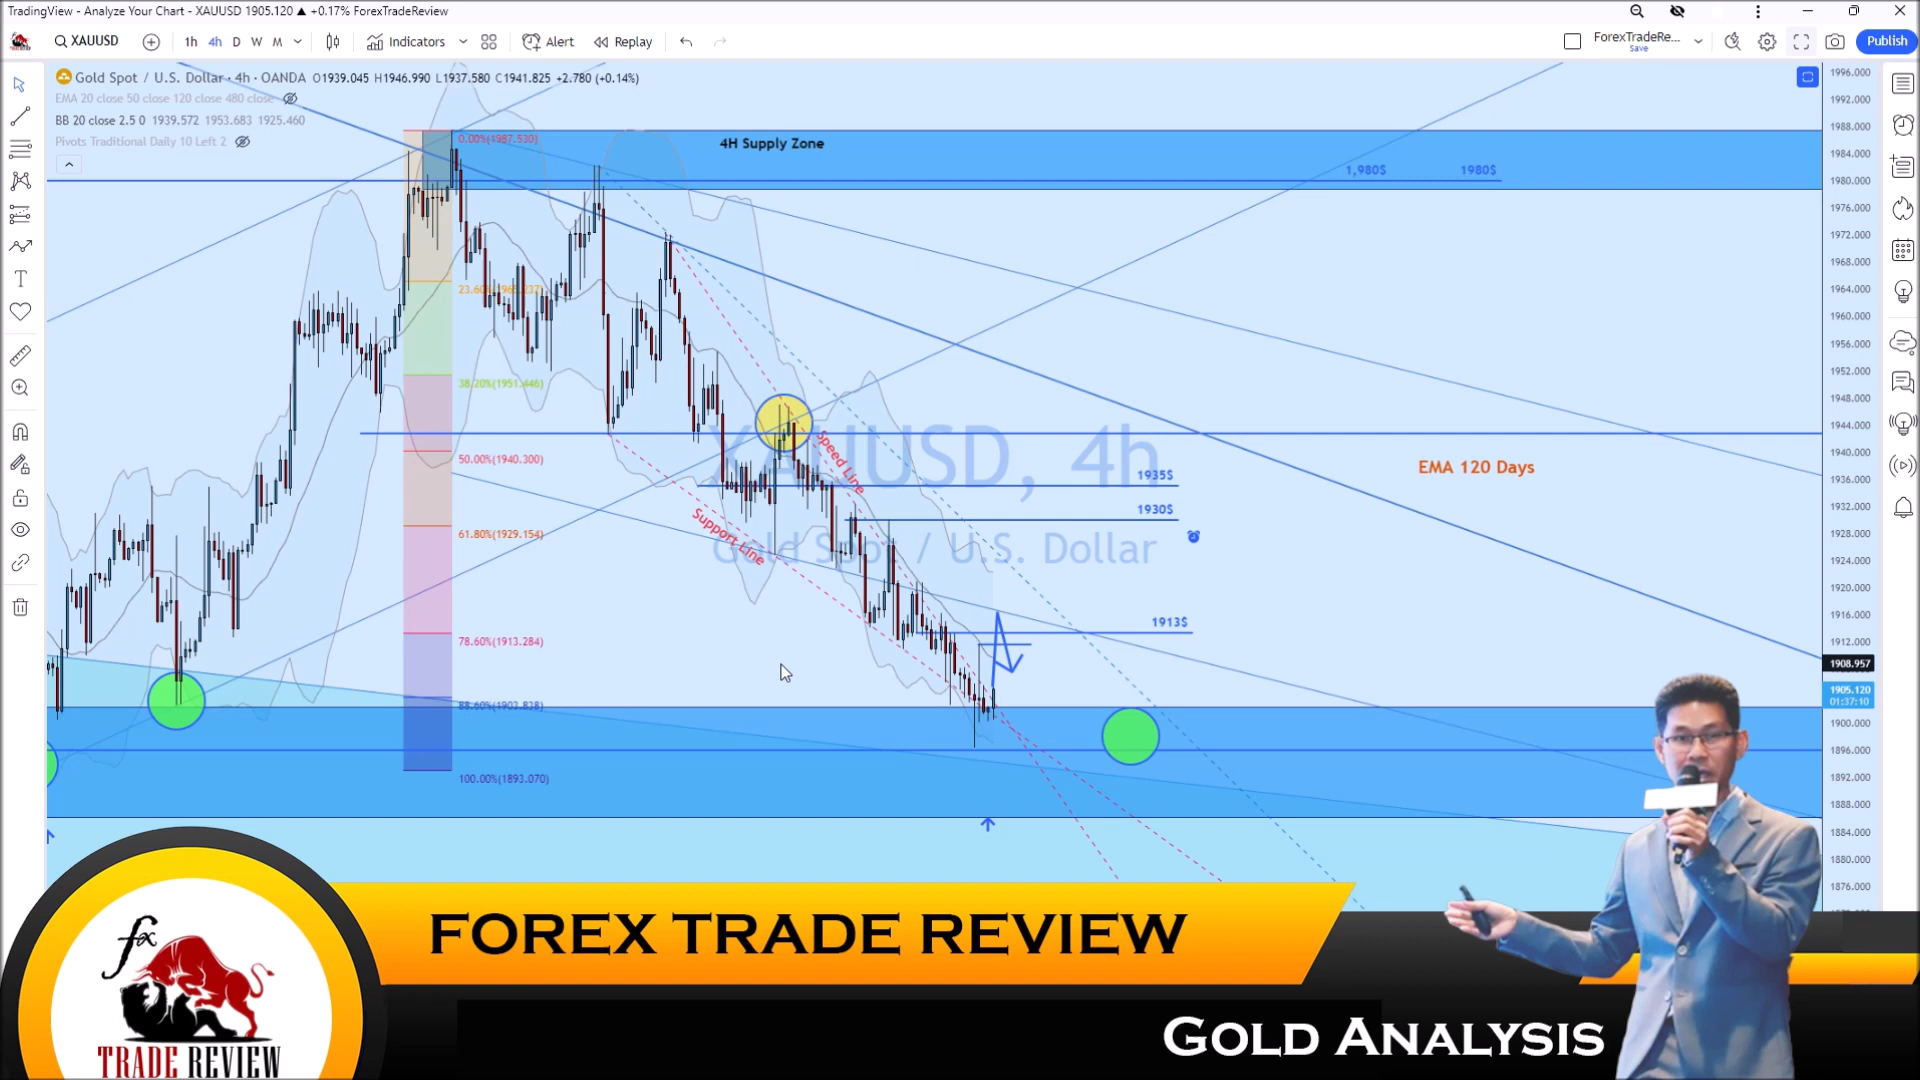 TradingView - Analyze Your Chart - XAUUSD 1905.120 ▲ +0.17% ForexTradeReview
XAUUSD
1h 4h D W M
Indicators
Alert
Replay
ForexTradeRe...
Save
Publish
Gold Spot / U.S. Dollar · 4h · OANDA O1939.045 H1946.990 L1937.580 C1941.825 +2.780 (+0.14%)
EMA 20 close 50 close 120 close 480 close
BB 20 close 2.5 0 1939.572 1953.683 1925.460
Pivots Traditional Daily 10 Left 2
0.00%(1987.530)
4H Supply Zone
1,980$ 1980$
38.20%(1951.446)
50.00%(1940.300)
61.80%(1929.154)
78.60%(1913.284)
88.60%(1903.838)
100.00%(1893.070)
XAUUSD, 4h
Gold Spot / U.S. Dollar
Speed Line
Support Line
1935$
1930$
1913$
EMA 120 Days
1996.000
1992.000
1988.000
1984.000
1980.000
1976.000
1972.000
1968.000
1964.000
1960.000
1956.000
1952.000
1948.000
1944.000
1940.000
1936.000
1932.000
1928.000
1924.000
1920.000
1916.000
1912.000
1908.957
1905.120
01:37:10
1900.000
1896.000
1892.000
1888.000
1884.000
1880.000
1876.000
FOREX TRADE REVIEW
GOLD ANALYSIS
fx
TRADE REVIEW